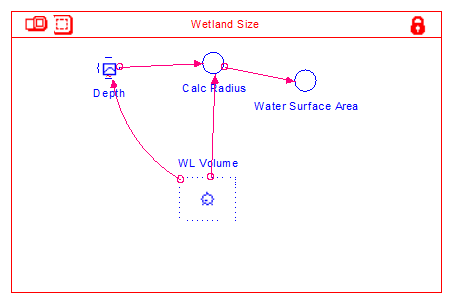 Wetland Size
Depth
Calc Radius
Water Surface Area
WL Volume